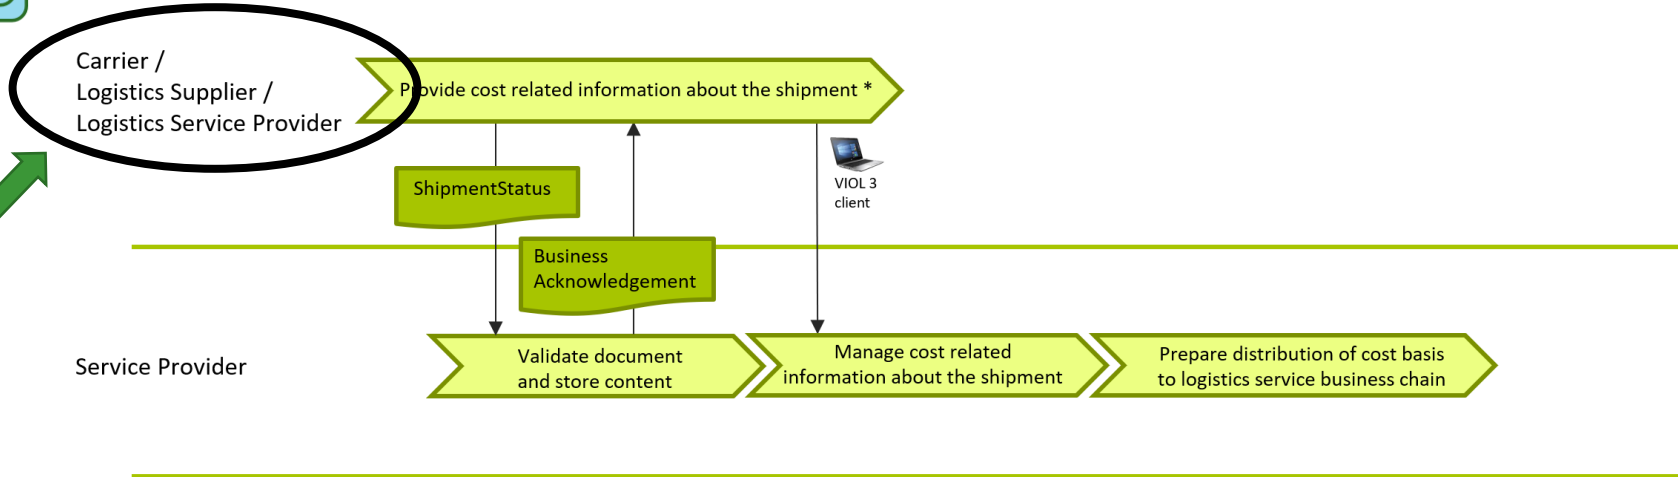 Carrier /
Logistics Supplier /
Logistics Service Provider
Provide cost related information about the shipment *
ShipmentStatus
VIOL 3
client
Business
Acknowledgement
Service Provider
Validate document
and store content
Manage cost related
information about the shipment
Prepare distribution of cost basis
to logistics service business chain